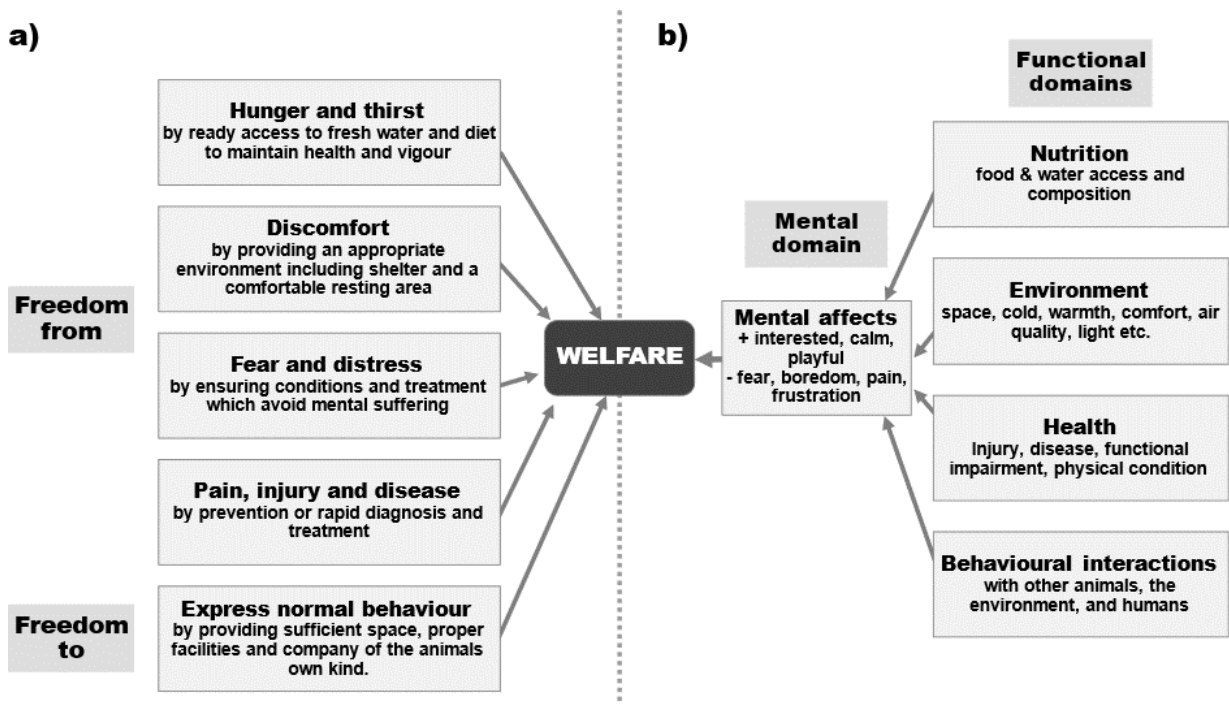 a)
Hunger and thirst
by ready access to fresh water and diet
to maintain health and vigour
Discomfort
by providing an appropriate
environment including shelter and a
comfortable resting area
Freedom
from
Fear and distress
by ensuring conditions and treatment
which avoid mental suffering
Pain, injury and disease
by prevention or rapid diagnosis and
treatment
Freedom
to
Express normal behaviour
by providing sufficient space, proper
facilities and company of the animals
own kind.
WELFARE
b)
Functional
domains
Mental
domain
Mental affects
+ interested, calm,
playful
- fear, boredom, pain,
frustration
Nutrition
food & water access and
composition
Environment
space, cold, warmth, comfort, air
quality, light etc.
Health
Injury, disease, functional
impairment, physical condition
Behavioural interactions
with other animals, the
environment, and humans